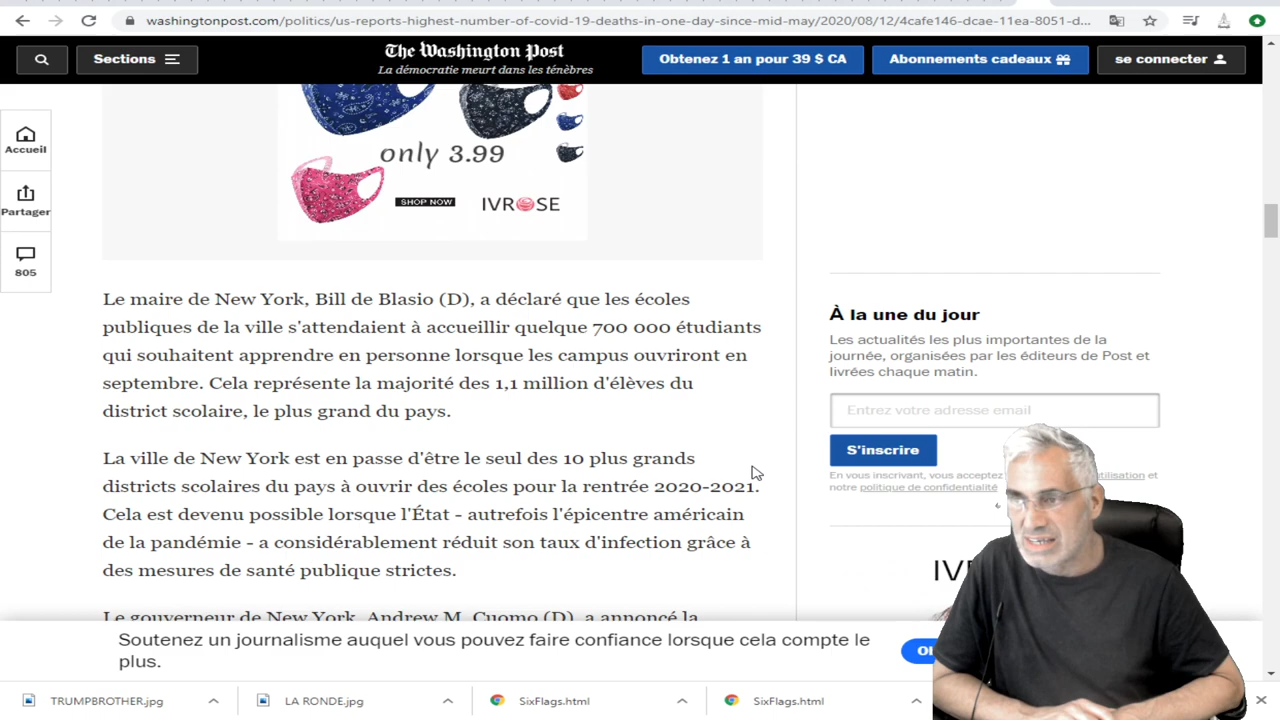 washingtonpost.com/politics/us-reports-highest-number-of-covid-19-deaths-in-one-day-since-mid-may/2020/08/12/4cafe146-dcae-11ea-8051-d...
Sections
The Washington Post
La démocratie meurt dans les ténèbres
Obtenez 1 an pour 39 $ CA
Abonnements cadeaux
se connecter
Accueil
Partager
805
only 3.99
SHOP NOW
IVROSE
Le maire de New York, Bill de Blasio (D), a déclaré que les écoles
publiques de la ville s'attendaient à accueillir quelque 700 000 étudiants
qui souhaitent apprendre en personne lorsque les campus ouvriront en
septembre. Cela représente la majorité des 1,1 million d'élèves du
district scolaire, le plus grand du pays.
La ville de New York est en passe d'être le seul des 10 plus grands
districts scolaires du pays à ouvrir des écoles pour la rentrée 2020-2021.
Cela est devenu possible lorsque l'État - autrefois l'épicentre américain
de la pandémie - a considérablement réduit son taux d'infection grâce à
des mesures de santé publique strictes.
Le gouverneur de New York, Andrew M. Cuomo (D), a annoncé la
À la une du jour
Les actualités les plus importantes de la
journée, organisées par les éditeurs de Post et
livrées chaque matin.
Entrez votre adresse email
S'inscrire
En vous inscrivant, vous acceptez
utilisation et
notre politique de confidentialité
Soutenez un journalisme auquel vous pouvez faire confiance lorsque cela compte le
plus.
TRUMPBROTHER.jpg
LA RONDE.jpg
SixFlags.html
SixFlags.html